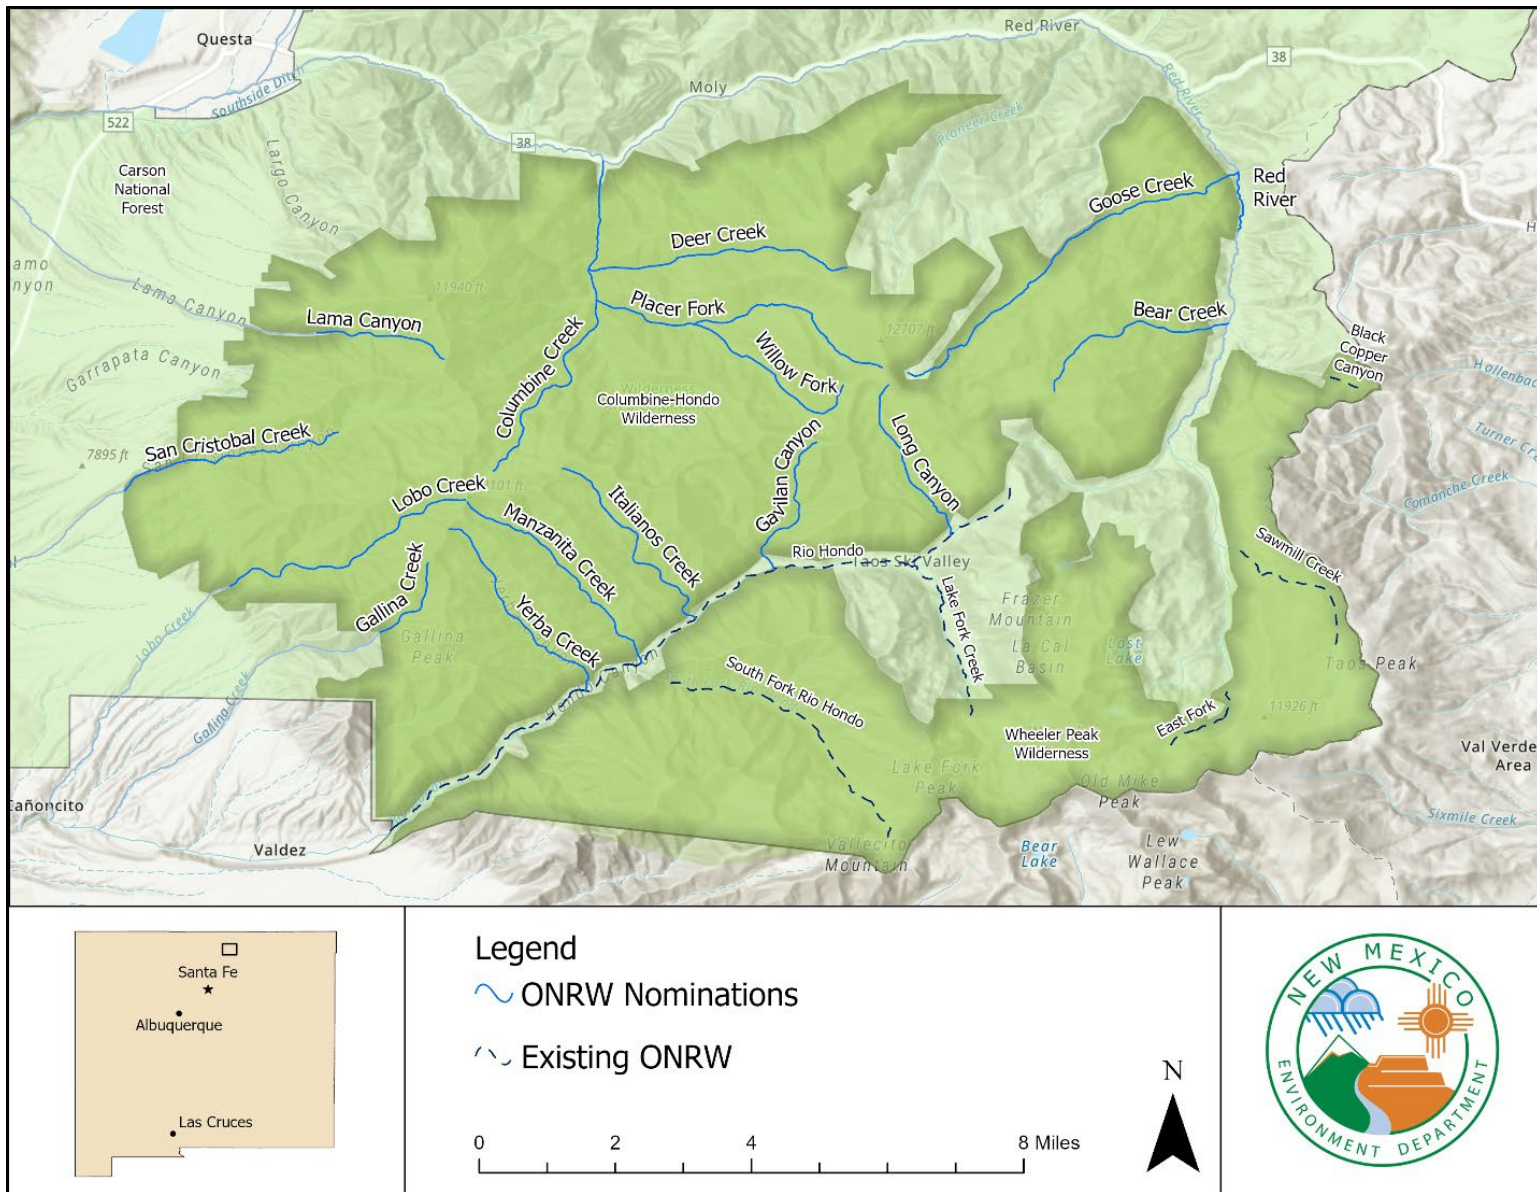 Questa
Red River
38
Red River
Southside Ditch
Moly
522
38
Pioneer Creek
Largo Canyon
Carson
National
Forest
Goose Creek
Red
River
Deer Creek
11940 ft
Lama Canyon
Lama Canyon
Placer Fork
12707 ft
Bear Creek
Black
Copper
Canyon
Garrapata Canyon
Columbine Creek
Willow Fork
Wilderness
Columbine-Hondo
Wilderness
San Cristobal Creek
7895 ft
Gavilan Canyon
Long Canyon
Comanche Creek
Lobo Creek
Manzanita Creek
Italianos Creek
Rio Hondo
Taos Ski Valley
Sawmill Creek
Gallina Creek
Yerba Creek
Lake Fork Creek
Frazer
Mountain
La Cal
Basin
Lost
Lake
Gallina
Peak
Lobo Creek
Taos Peak
South Fork Rio Hondo
Gallina Creek
East Fork
11926 ft
Wheeler Peak
Wilderness
Val Verde
Area
Lake Fork
Peak
Old Mike
Peak
Sixmile Creek
Valdez
Vallecito
Mountain
Bear
Lake
Lew
Wallace
Peak
Santa Fe
Albuquerque
Las Cruces
Legend
ONRW Nominations
Existing ONRW
0 2 4 8 Miles
N
NEW MEXICO
ENVIRONMENT DEPARTMENT